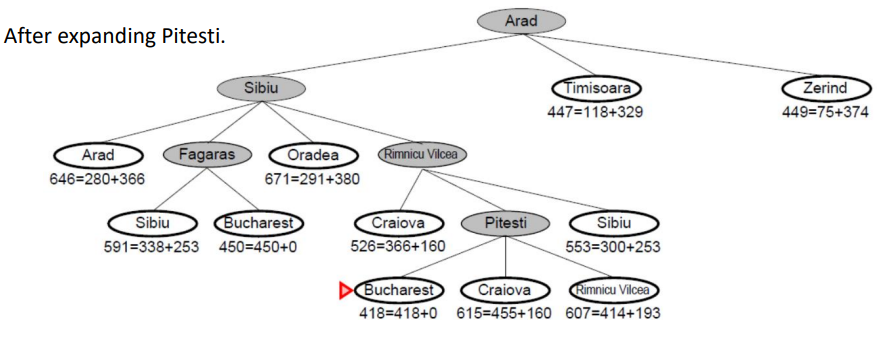 After expanding Pitesti.
Arad
Sibiu
Timisoara
Zerind
447=118+329
449=75+374
Arad
Fagaras
Oradea
Rimnicu Vilcea
646=280+366
671=291+380
Sibiu
Bucharest
Craiova
Pitesti
Sibiu
591=338+253
450=450+0
526=366+160
553=300+253
Bucharest
Craiova
Rimnicu Vilcea
418=418+0
615=455+160
607=414+193